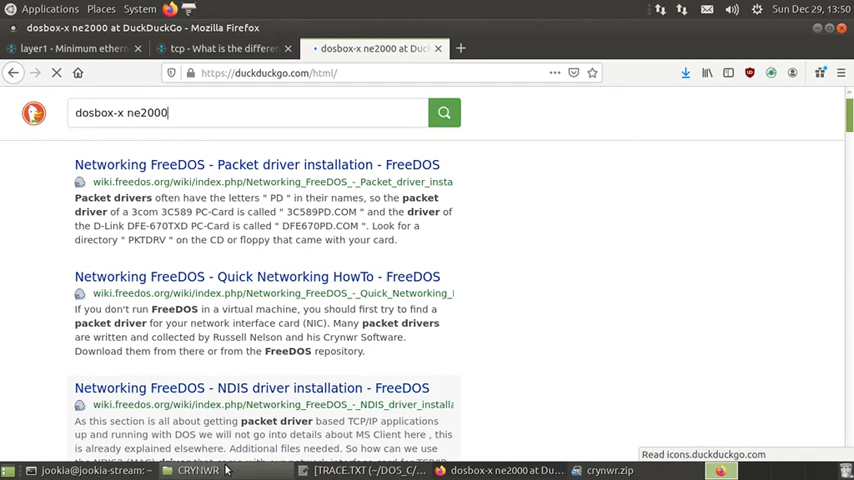 Applications Places System Sun Dec 29, 13:50
dosbox-x ne2000 at DuckDuckGo - Mozilla Firefox
layer1 - Minimum ethern
tcp - What is the differen
dosbox-x ne2000 at Duc
https://duckduckgo.com/html/
dosbox-x ne2000
Networking FreeDOS - Packet driver installation - FreeDOS
wiki.freedos.org/wiki/index.php/Networking_FreeDOS_-_Packet_driver_insta
Packet drivers often have the letters " PD " in their names, so the packet
driver of a 3com 3C589 PC-Card is called " 3C589PD.COM " and the driver of
the D-Link DFE-670TXD PC-Card is called " DFE670PD.COM ". Look for a
directory " PKTDRV " on the CD or floppy that came with your card.
Networking FreeDOS - Quick Networking HowTo - FreeDOS
wiki.freedos.org/wiki/index.php/Networking_FreeDOS_-_Quick_Networking_
If you don't run FreeDOS in a virtual machine, you should first try to find a
packet driver for your network interface card (NIC). Many packet drivers
are written and collected by Russell Nelson and his Crynwr Software.
Download them from there or from the FreeDOS repository.
Networking FreeDOS - NDIS driver installation - FreeDOS
wiki.freedos.org/wiki/index.php/Networking_FreeDOS_-_NDIS_driver_installa
As this section is all about getting packet driver based TCP/IP applications
up and running with DOS we will not go into details about MS Client here , this is
already explained elsewhere. Additional files needed. So how can we use
Read icons.duckduckgo.com
jookia@jookia-stream: ~
CRYNWR
[TRACE.TXT (~/DOS_C/...
dosbox-x ne2000 at Du...
crynwr.zip